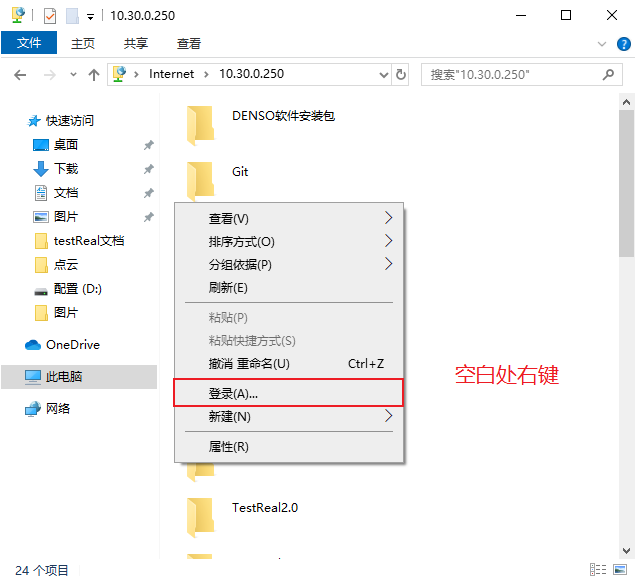 10.30.0.250
文件 主页 共享 查看
Internet 10.30.0.250 搜索"10.30.0.250"
快速访问
桌面
下载
文档
图片
testReal文档
点云
配置 (D:)
图片
OneDrive
此电脑
网络
DENSO软件安装包
Git
查看(V)
排序方式(O)
分组依据(P)
刷新(E)
粘贴(P)
粘贴快捷方式(S)
撤消 重命名(U) Ctrl+Z
登录(A)...
新建(N)
属性(R)
空白处右键
TestReal2.0
24 个项目